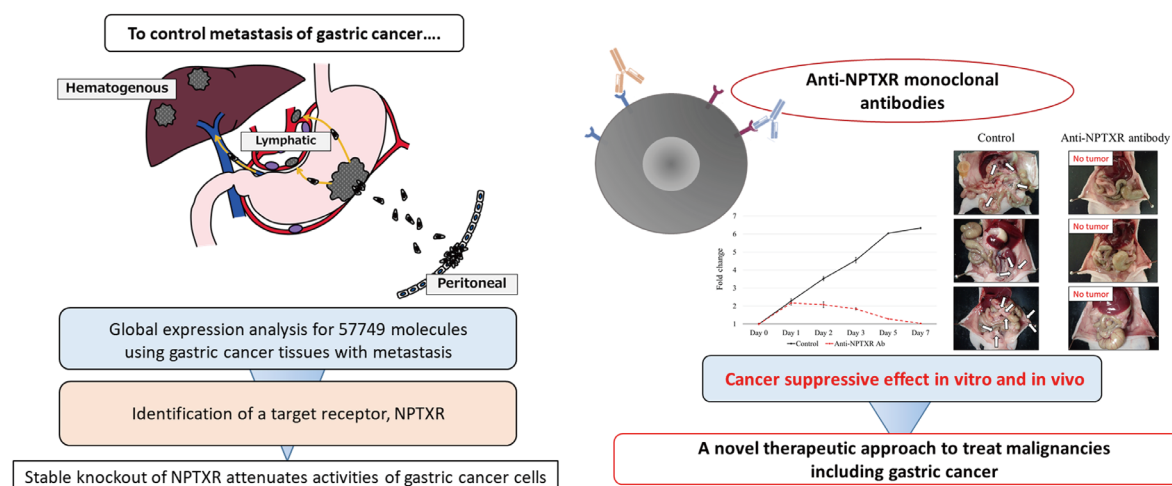 To control metastasis of gastric cancer....
Hematogenous
Lymphatic
Peritoneal
Global expression analysis for 57749 molecules
using gastric cancer tissues with metastasis
Identification of a target receptor, NPTXR
Stable knockout of NPTXR attenuates activities of gastric cancer cells
Anti-NPTXR monoclonal
antibodies
Control
Anti-NPTXR antibody
No tumor
No tumor
No tumor
Fold change
7
6
5
4
3
2
1
Day 0
Day 1
Day 2
Day 3
Day 5
Day 7
Control
Anti-NPTXR Ab
Cancer suppressive effect in vitro and in vivo
A novel therapeutic approach to treat malignancies
including gastric cancer